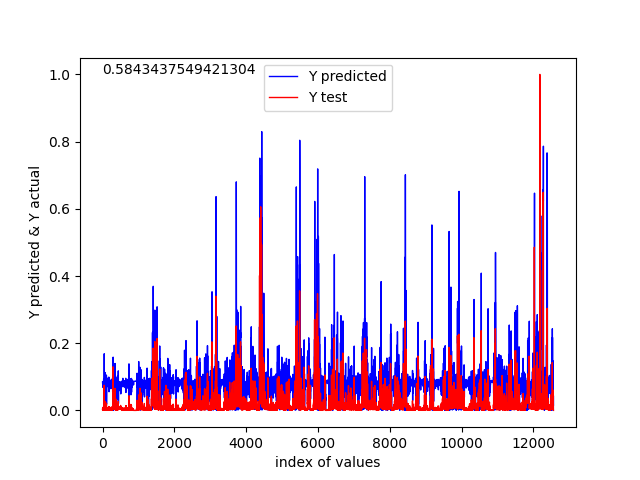 0.5843437549421304
Y predicted
Y test
1.0
0.8
0.6
0.4
0.2
0.0
Y predicted & Y actual
0 2000 4000 6000 8000 10000 12000
index of values